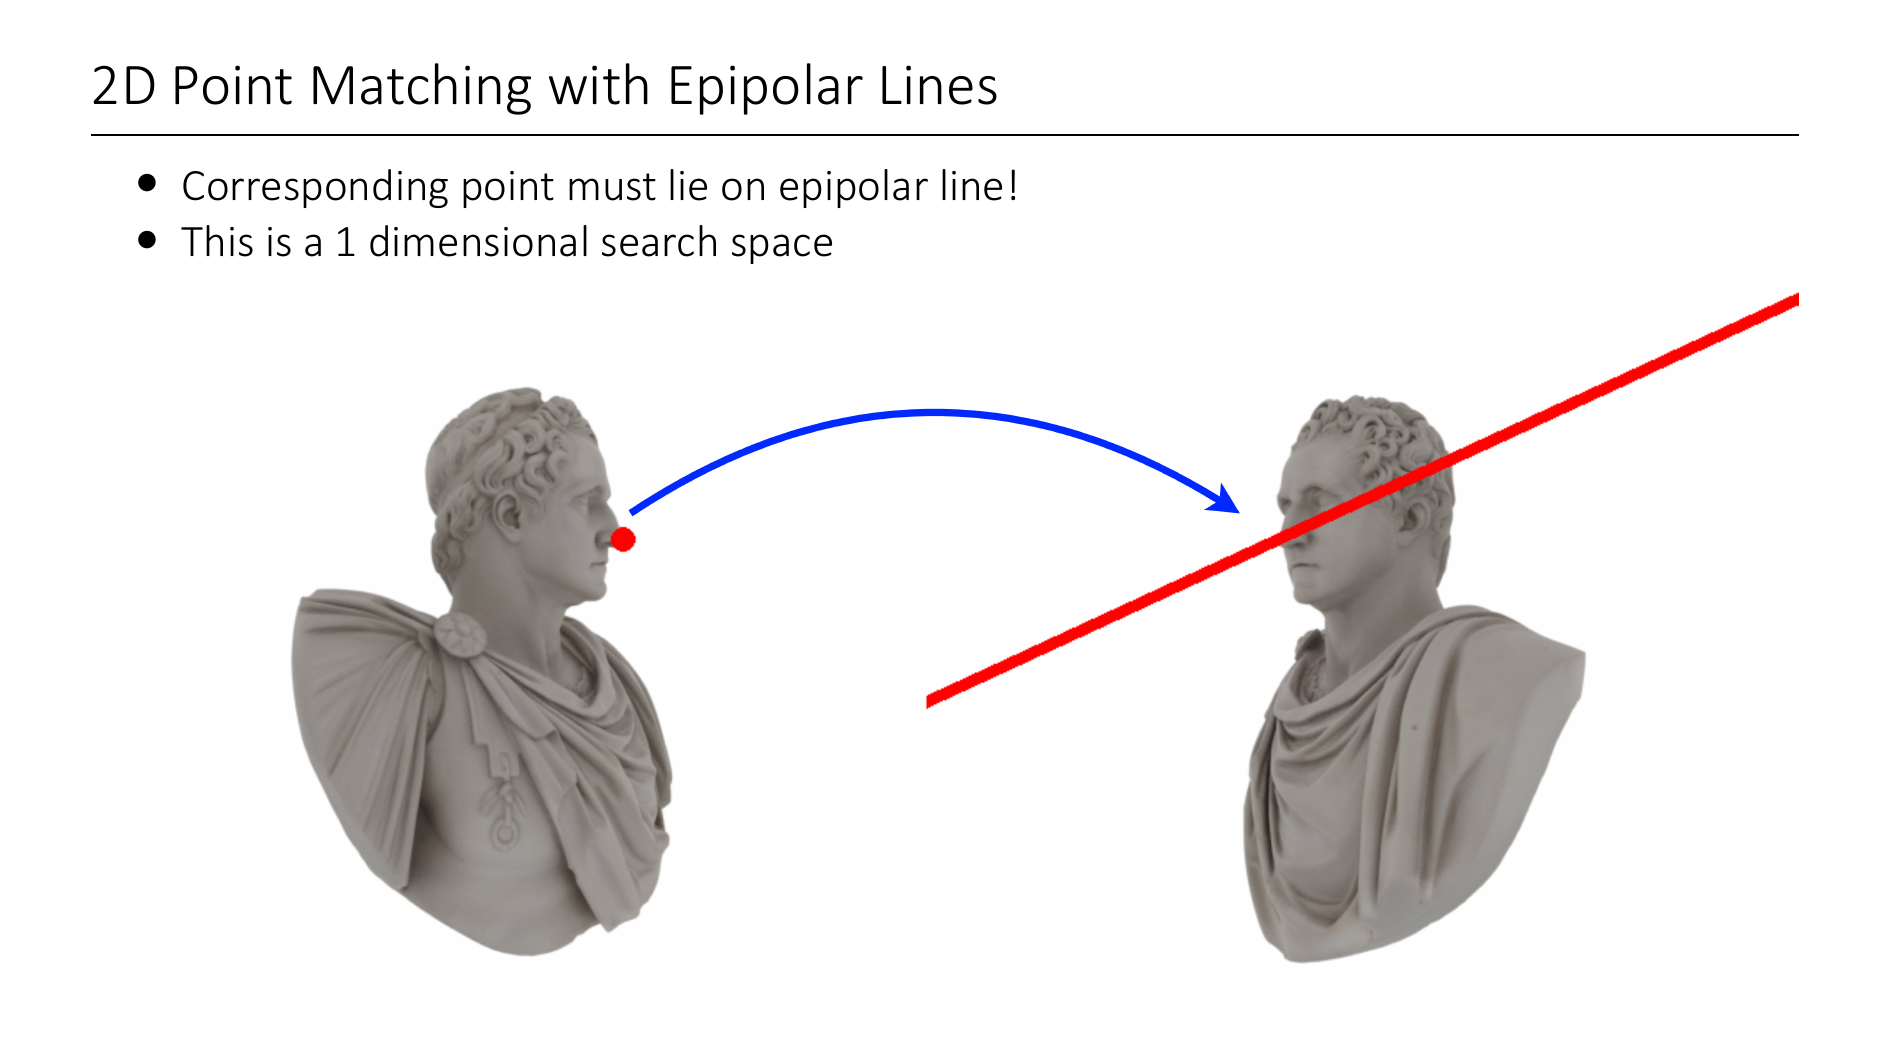 2D Point Matching with Epipolar Lines
• Corresponding point must lie on epipolar line!
• This is a 1 dimensional search space